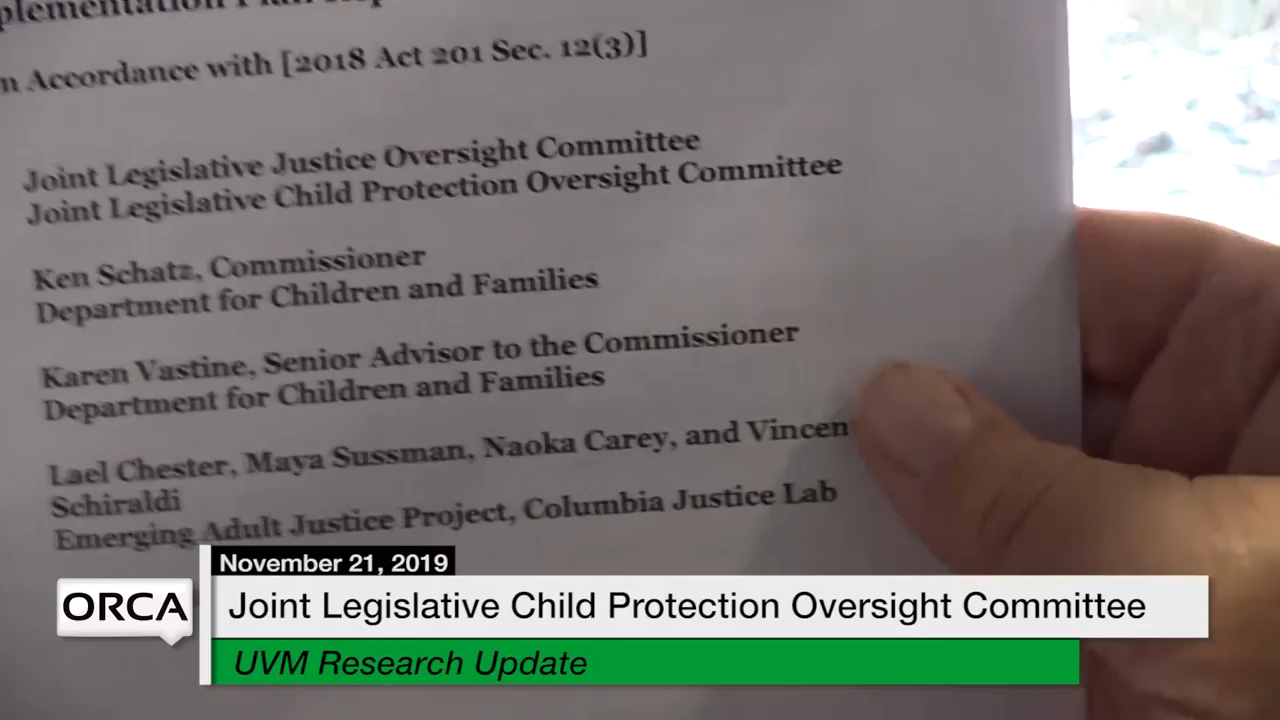 Accordance with [2018 Act 201 Sec. 12(3)]
Joint Legislative Justice Oversight Committee
Joint Legislative Child Protection Oversight Committee
Ken Schatz, Commissioner
Department for Children and Families
Karen Vastine, Senior Advisor to the Commissioner
Department for Children and Families
Lael Chester, Maya Sussman, Naoka Carey, and Vincen
Schiraldi
Emerging Adult Justice Project, Columbia Justice Lab
November 21, 2019
ORCA
Joint Legislative Child Protection Oversight Committee
UVM Research Update